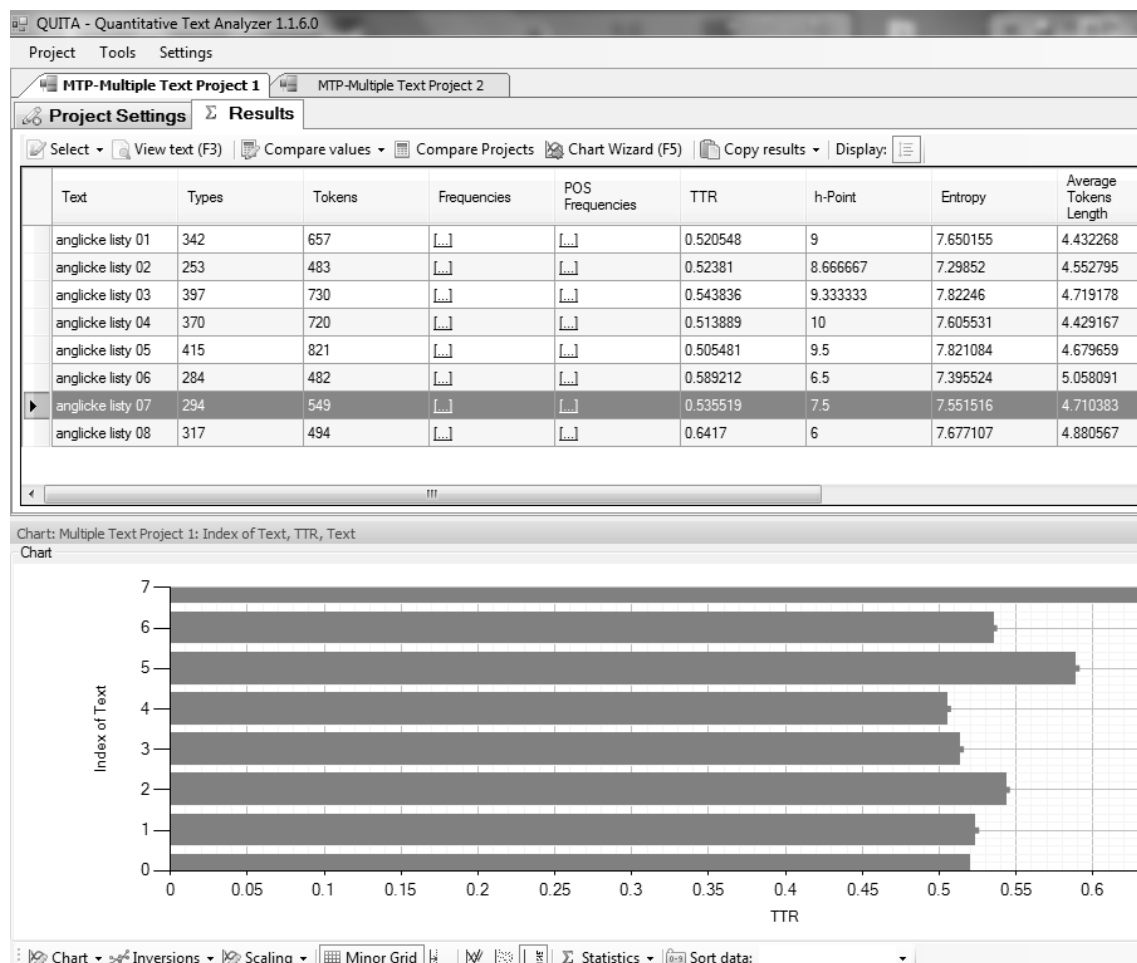 QUITA - Quantitative Text Analyzer 1.1.6.0
Project Tools Settings
MTP-Multiple Text Project 1 MTP-Multiple Text Project 2
Project Settings Σ Results
Select View text (F3) Compare values Compare Projects Chart Wizard (F5) Copy results Display:
Text Types Tokens Frequencies POS Frequencies TTR h-Point Entropy Average Tokens Length
anglicke listy 01 342 657 [...] [...] 0.520548 9 7.650155 4.432268
anglicke listy 02 253 483 [...] [...] 0.52381 8.666667 7.29852 4.552795
anglicke listy 03 397 730 [...] [...] 0.543836 9.333333 7.82246 4.719178
anglicke listy 04 370 720 [...] [...] 0.513889 10 7.605531 4.429167
anglicke listy 05 415 821 [...] [...] 0.505481 9.5 7.821084 4.679659
anglicke listy 06 284 482 [...] [...] 0.589212 6.5 7.395524 5.058091
anglicke listy 07 294 549 [...] [...] 0.535519 7.5 7.551516 4.710383
anglicke listy 08 317 494 [...] [...] 0.6417 6 7.677107 4.880567
Chart: Multiple Text Project 1: Index of Text, TTR, Text
Chart
7
6
5
4
3
2
1
0
Index of Text
0 0.05 0.1 0.15 0.2 0.25 0.3 0.35 0.4 0.45 0.5 0.55 0.6
TTR
Chart Inversions Scaling Minor Grid Σ Statistics Sort data: